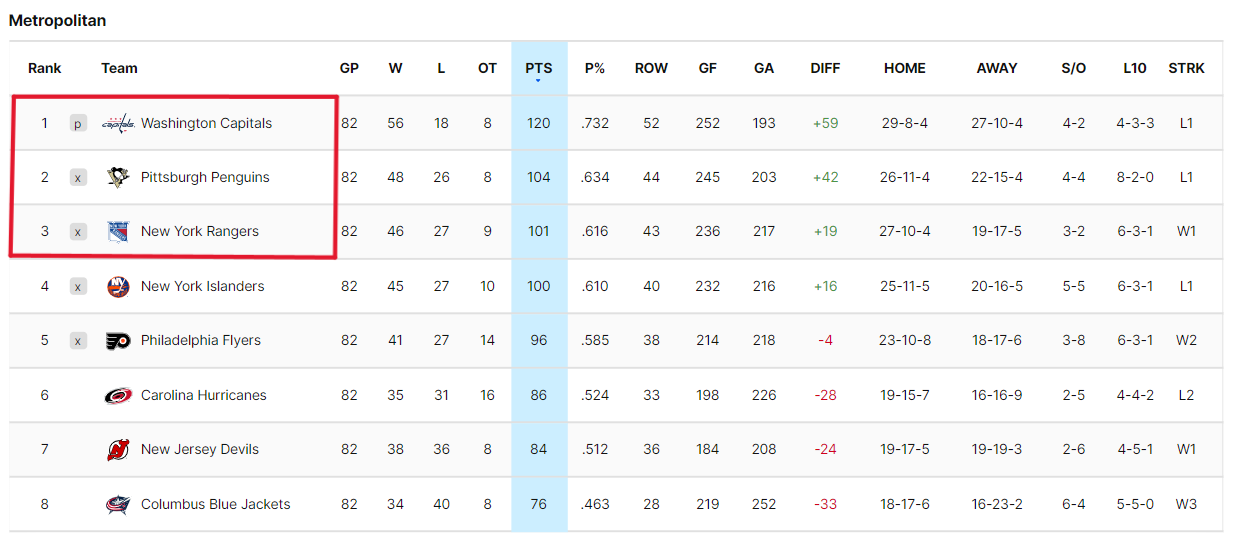 Metropolitan
Rank Team GP W L OT PTS P% ROW GF GA DIFF HOME AWAY S/O L10 STRK
1 p capitals. Washington Capitals 82 56 18 8 120 .732 52 252 193 +59 29-8-4 27-10-4 4-2 4-3-3 L1
2 x Pittsburgh Penguins 82 48 26 8 104 .634 44 245 203 +42 26-11-4 22-15-4 4-4 8-2-0 L1
3 x New York Rangers 82 46 27 9 101 .616 43 236 217 +19 27-10-4 19-17-5 3-2 6-3-1 W1
4 x NY New York Islanders 82 45 27 10 100 .610 40 232 216 +16 25-11-5 20-16-5 5-5 6-3-1 L1
5 x Philadelphia Flyers 82 41 27 14 96 .585 38 214 218 -4 23-10-8 18-17-6 3-8 6-3-1 W2
6 Carolina Hurricanes 82 35 31 16 86 .524 33 198 226 -28 19-15-7 16-16-9 2-5 4-4-2 L2
7 New Jersey Devils 82 38 36 8 84 .512 36 184 208 -24 19-17-5 19-19-3 2-6 4-5-1 W1
8 Columbus Blue Jackets 82 34 40 8 76 .463 28 219 252 -33 18-17-6 16-23-2 6-4 5-5-0 W3